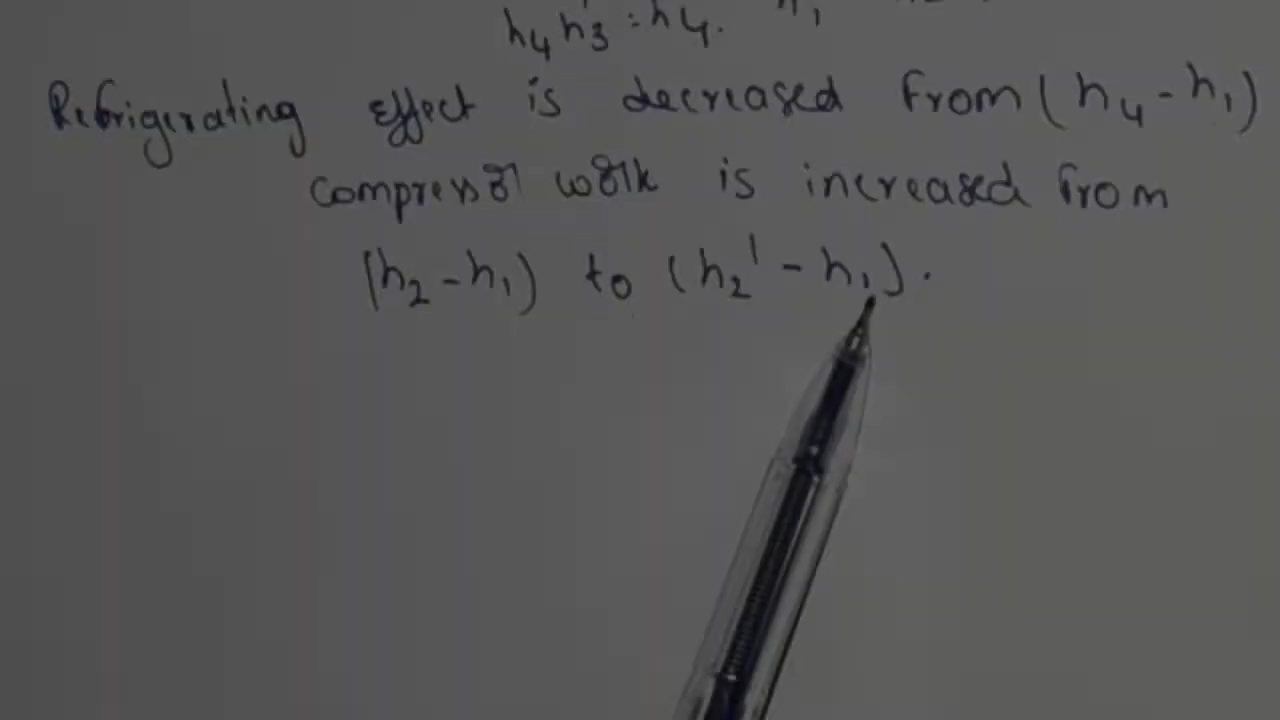 h4 h3' = h4.
Refrigerating effect is decreased from (h4 - h1)
compressor work is increased from
(h2 - h1) to (h2' - h1).